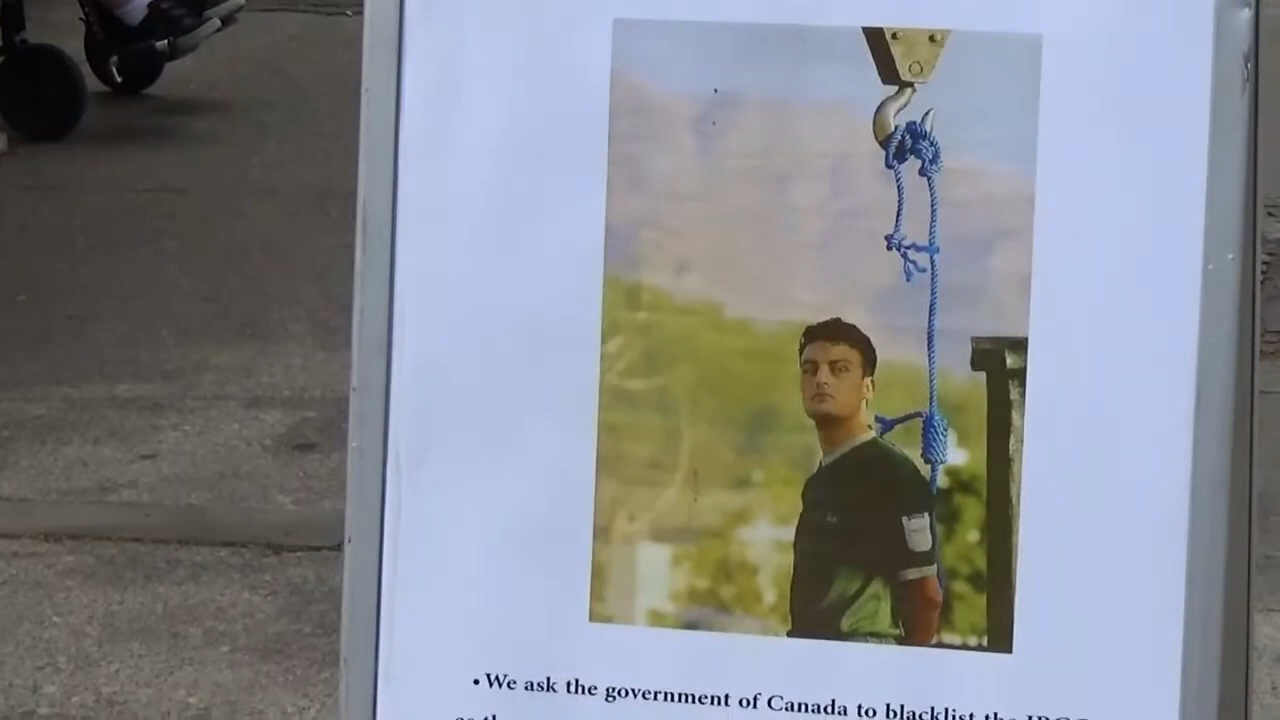 • We ask the government of Canada to blacklist the